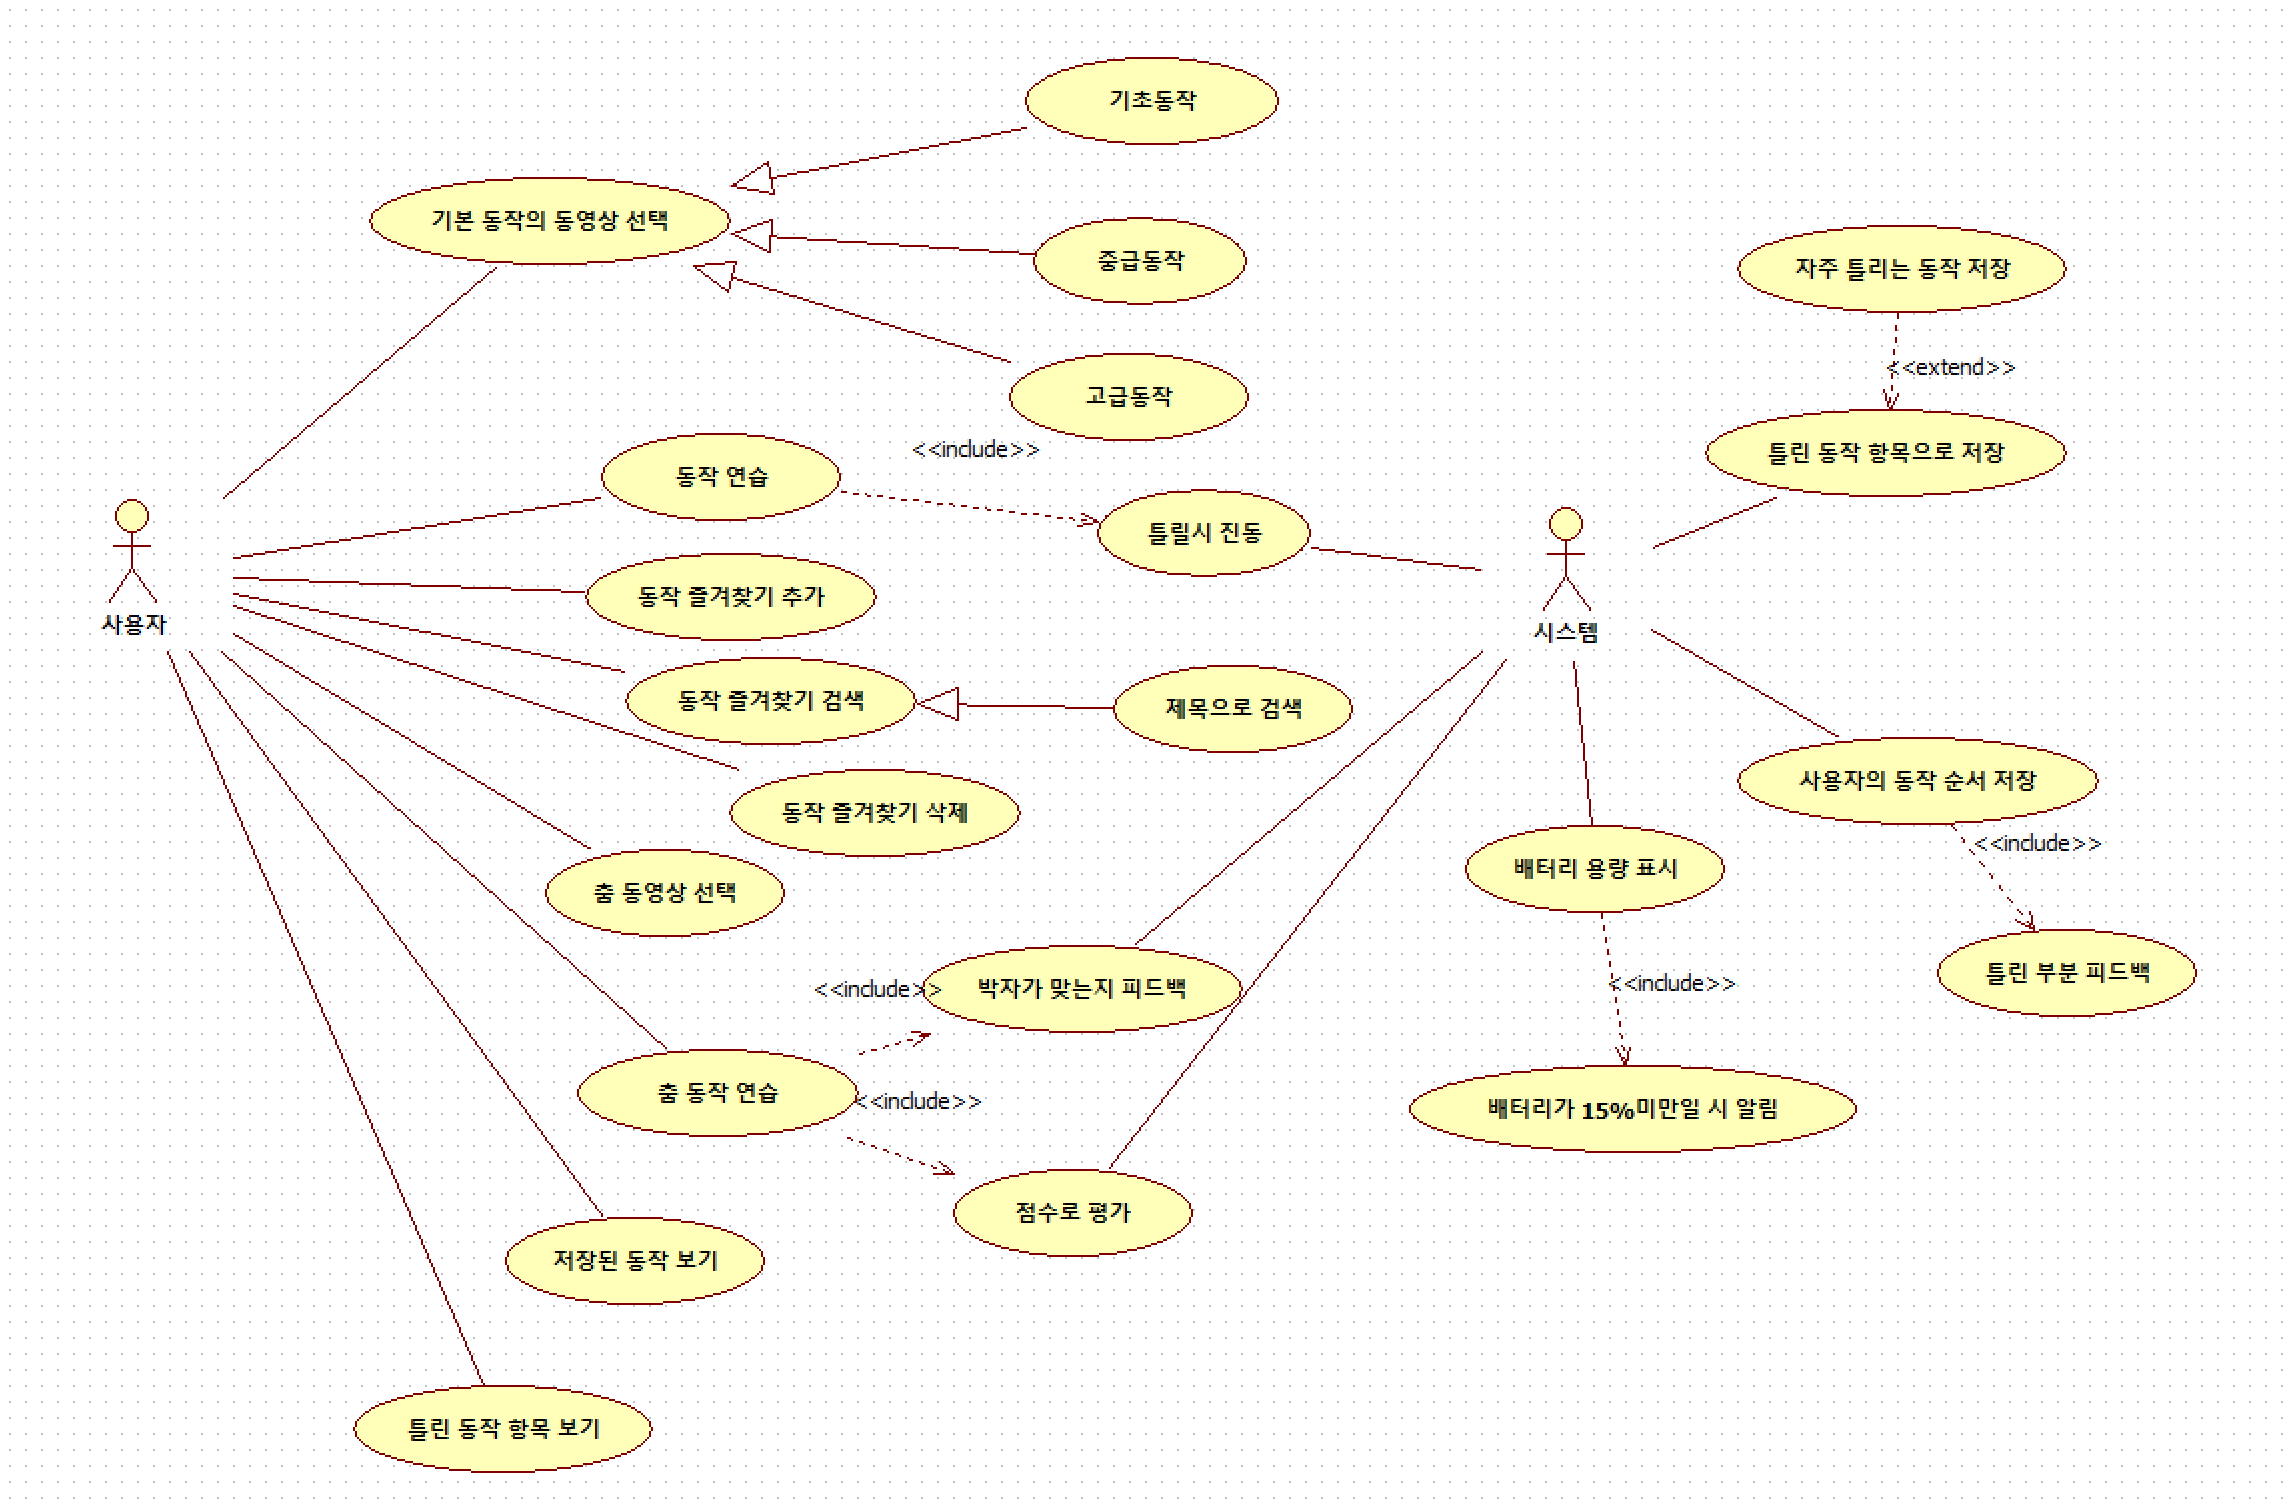 기초동작
기본 동작의 동영상 선택
중급동작
자주 틀리는 동작 저장
<<extend>>
고급동작
<<include>>
틀린 동작 항목으로 저장
동작 연습
틀릴시 진동
동작 즐겨찾기 추가
사용자
시스템
동작 즐겨찾기 검색
제목으로 검색
사용자의 동작 순서 저장
동작 즐겨찾기 삭제
<<include>>
배터리 용량 표시
춤 동영상 선택
틀린 부분 피드백
<<include>>
박자가 맞는지 피드백
<<include>>
춤 동작 연습
<<include>>
배터리가 15%미만일 시 알림
점수로 평가
저장된 동작 보기
틀린 동작 항목 보기